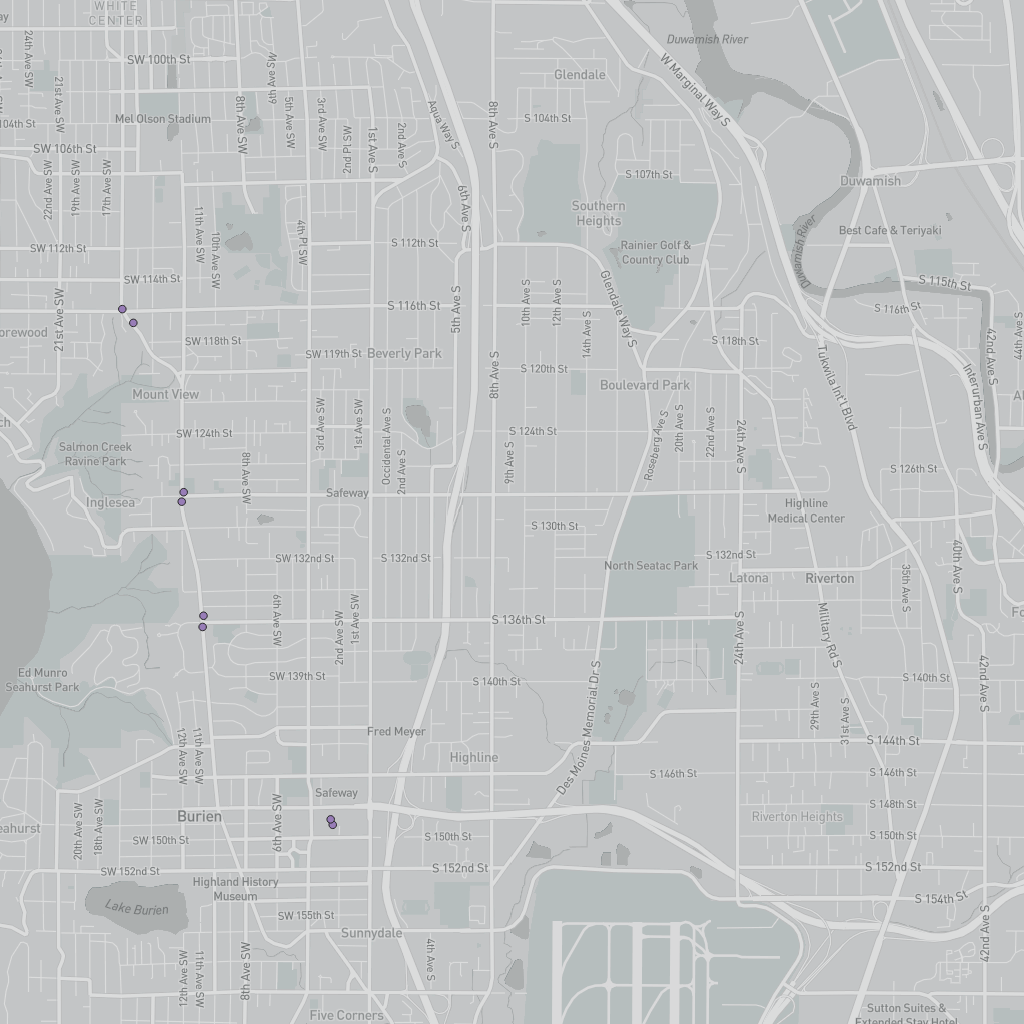 WHITE
CENTER
Duwamish River
24th Ave SW
SW 100th St
6th Ave SW
Glendale
W Marginal Way S
21st Ave SW
8th Ave SW
5th Ave SW
3rd Ave SW
Aqua Way S
8th Ave S
104th St
Mel Olson Stadium
S 104th St
2nd Pl SW
1st Ave S
2nd Ave S
SW 106th St
22nd Ave SW
19th Ave SW
17th Ave SW
S 107th St
Duwamish
6th Ave S
Southern
Heights
11th Ave SW
10th Ave SW
4th Pl SW
SW 112th St
S 112th St
Rainier Golf &
Country Club
Best Cafe & Teriyaki
Duwamish River
SW 114th St
S 115th St
21st Ave SW
S 116th St
5th Ave S
10th Ave S
12th Ave S
14th Ave S
Glendale Way S
S 116th St
SW 118th St
S 118th St
SW 119th St
Beverly Park
8th Ave S
S 120th St
Boulevard Park
Tukwila Int'l Blvd
Interurban Ave S
42nd Ave S
44th Ave S
Mount View
SW 124th St
3rd Ave SW
1st Ave SW
Occidental Ave S
2nd Ave S
S 124th St
9th Ave S
Roseberg Ave S
20th Ave S
22nd Ave S
24th Ave S
Salmon Creek
Ravine Park
8th Ave SW
S 126th St
Inglesea
Safeway
Highline
Medical Center
S 130th St
SW 132nd St
S 132nd St
S 132nd St
North Seatac Park
Latona
Riverton
35th Ave S
40th Ave S
6th Ave SW
2nd Ave SW
1st Ave SW
S 136th St
24th Ave S
Military Rd S
Ed Munro
Seahurst Park
SW 139th St
S 140th St
S 140th St
42nd Ave S
Des Moines Memorial Dr S
29th Ave S
31st Ave S
12th Ave SW
11th Ave SW
Fred Meyer
Highline
S 144th St
S 146th St
S 146th St
Safeway
S 148th St
Burien
20th Ave SW
18th Ave SW
6th Ave SW
Riverton Heights
SW 150th St
S 150th St
S 150th St
SW 152nd St
S 152nd St
S 152nd St
Highland History
Museum
Lake Burien
SW 155th St
S 154th St
Sunnydale
42nd Ave S
12th Ave SW
11th Ave SW
8th Ave SW
4th Ave S
Five Corners
Sutton Suites &
Extended Stay Hotel